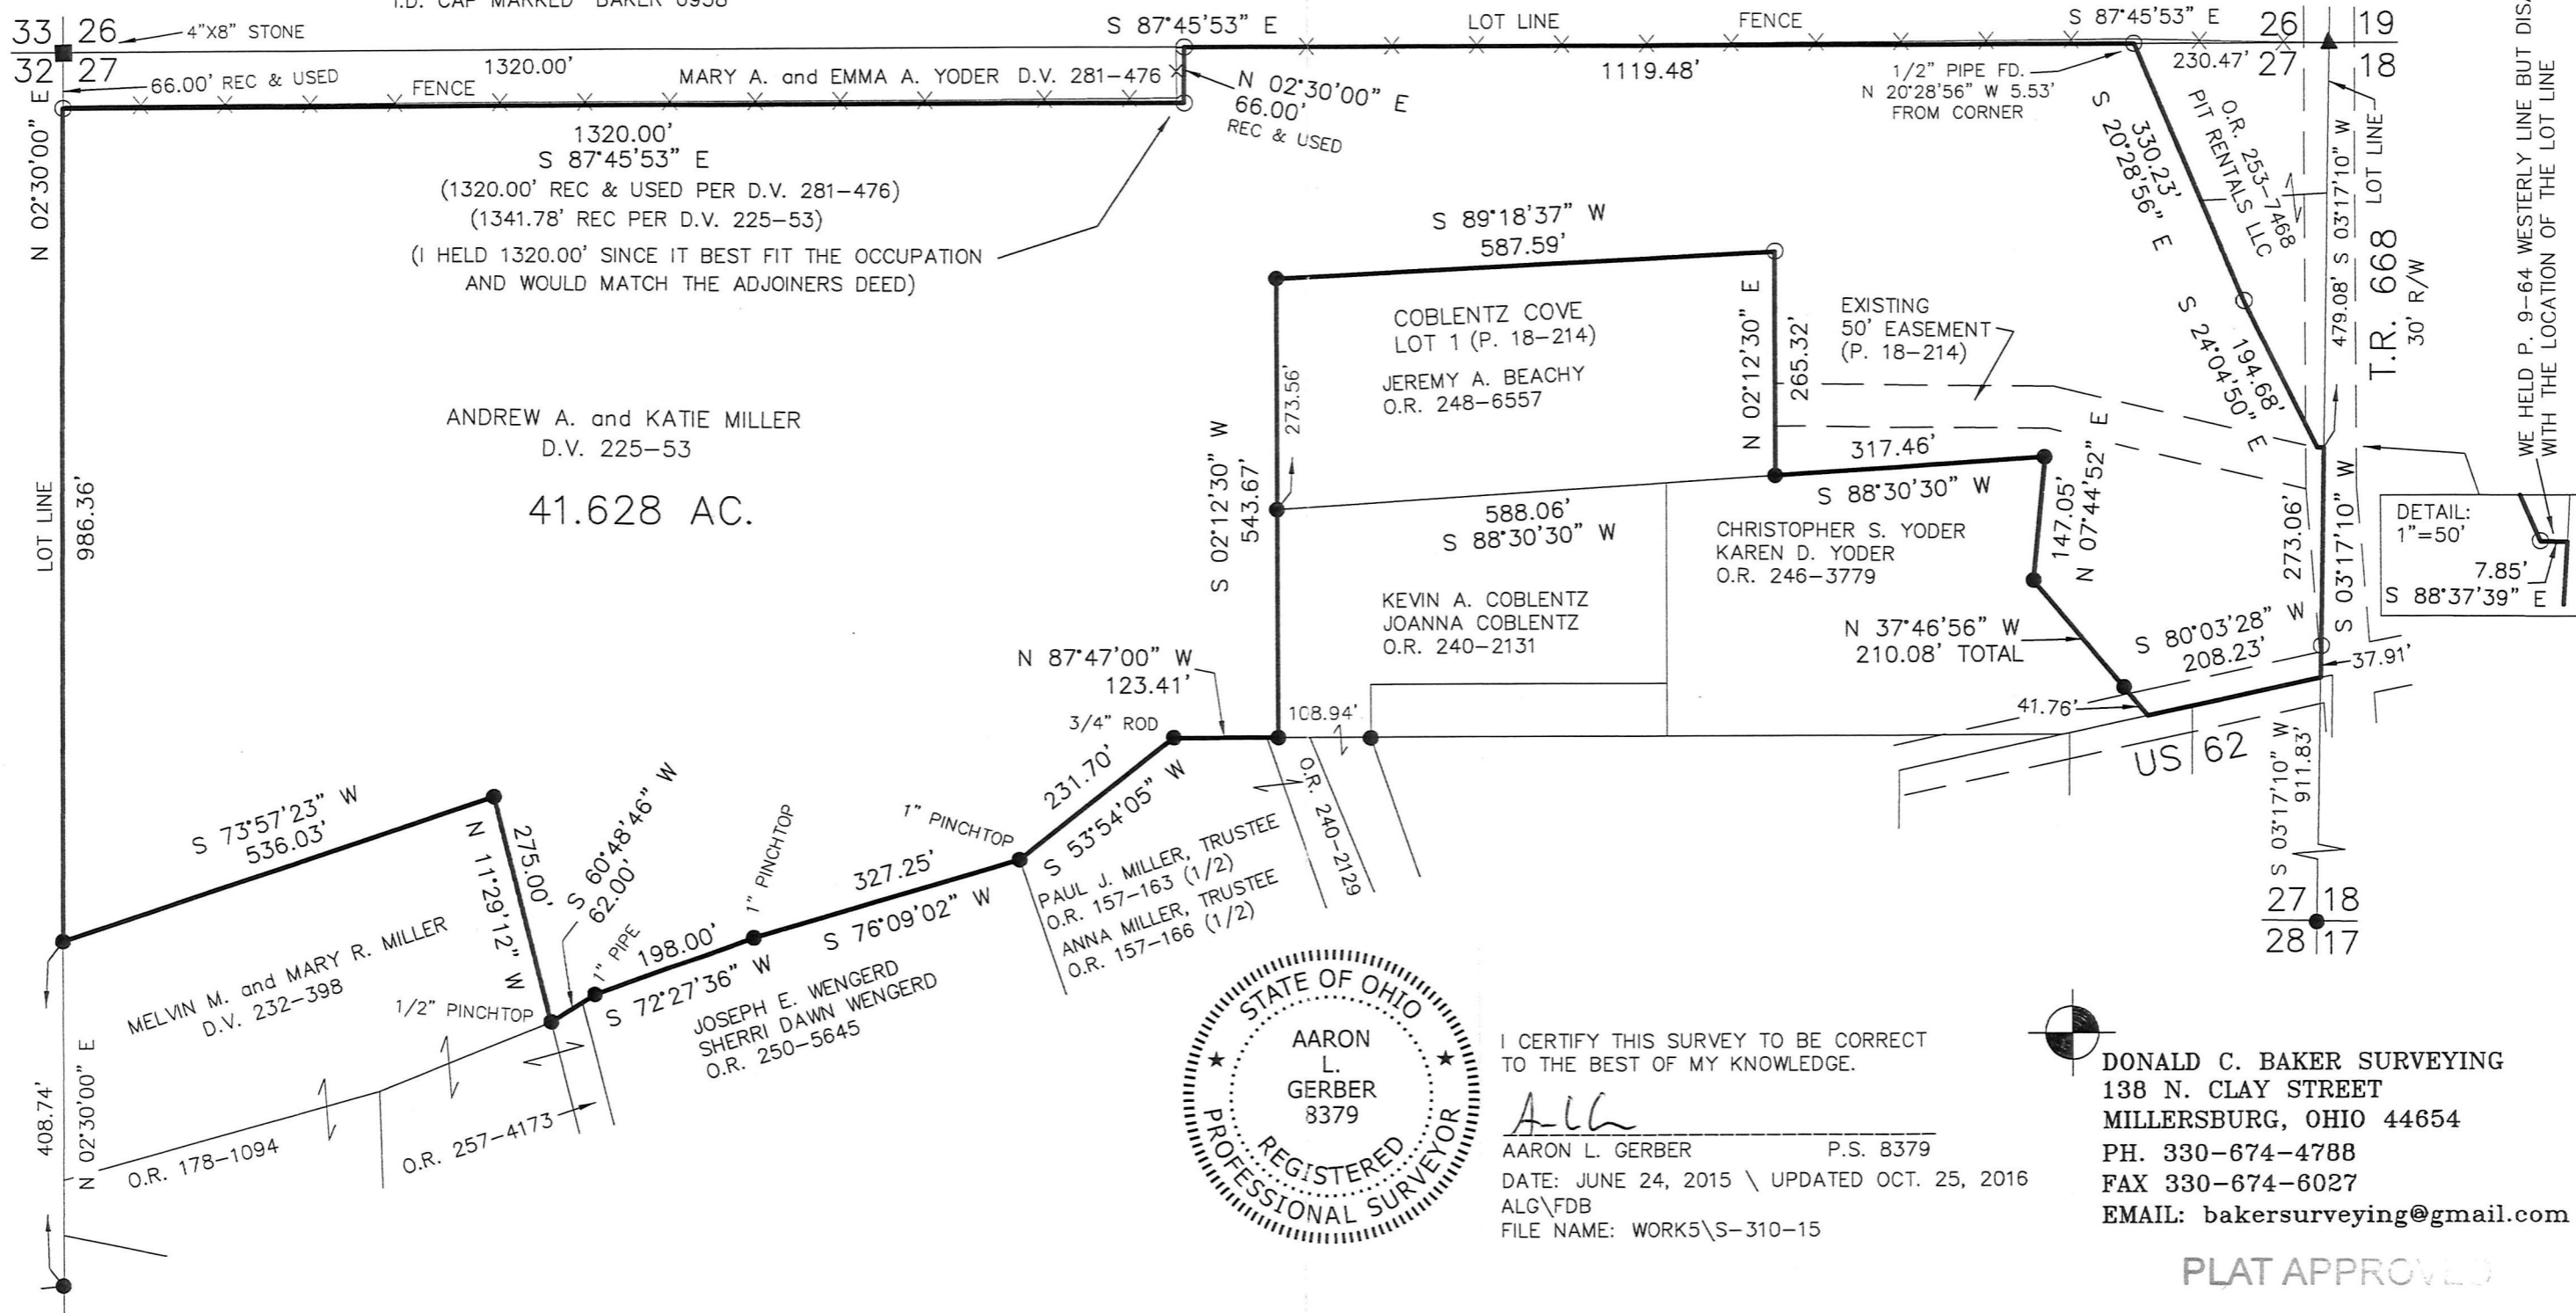 I.D. CAP MARKED "BAKER 6938"
33 26
32 27
4"X8" STONE
66.00' REC & USED
FENCE
1320.00'
MARY A. and EMMA A. YODER D.V. 281-476
S 87°45'53" E
LOT LINE
FENCE
S 87°45'53" E
26 19
27 18
N 02°30'00" E
66.00'
REC & USED
1119.48'
1/2" PIPE FD.
N 20°28'56" W 5.53'
FROM CORNER
230.47'
N 02°30'00" E
1320.00'
S 87°45'53" E
(1320.00' REC & USED PER D.V. 281-476)
(1341.78' REC PER D.V. 225-53)
(I HELD 1320.00' SINCE IT BEST FIT THE OCCUPATION
AND WOULD MATCH THE ADJOINERS DEED)
330.23'
S 20°28'56" E
O.R. 253-7468
PIT RENTALS LLC
479.08' S 03°17'10" W
LOT LINE
T.R. 668
30' R/W
WE HELD P. 9-64 WESTERLY LINE BUT
WITH THE LOCATION OF THE LOT LINE
S 89°18'37" W
587.59'
COBLENTZ COVE
LOT 1 (P. 18-214)
JEREMY A. BEACHY
O.R. 248-6557
N 02°12'30" E
265.32'
EXISTING
50' EASEMENT
(P. 18-214)
194.68'
S 24°04'50" E
ANDREW A. and KATIE MILLER
D.V. 225-53
41.628 AC.
LOT LINE
986.36'
273.56'
S 02°12'30" W
543.67'
588.06'
S 88°30'30" W
317.46'
S 88°30'30" W
147.05'
N 07°44'52" E
273.06'
S 03°17'10" W
DETAIL:
1"=50'
7.85'
S 88°37'39" E
KEVIN A. COBLENTZ
JOANNA COBLENTZ
O.R. 240-2131
CHRISTOPHER S. YODER
KAREN D. YODER
O.R. 246-3779
N 37°46'56" W
210.08' TOTAL
S 80°03'28" W
208.23'
37.91'
41.76'
US 62
N 87°47'00" W
123.41'
3/4" ROD
108.94'
231.70'
S 53°54'05" W
O.R. 240-2129
S 03°17'10" W
911.83'
27 18
28 17
S 73°57'23" W
536.03'
275.00'
N 11°29'12" W
S 60°48'46" W
62.00'
1" PIPE
198.00'
S 72°27'36" W
1" PINCHTOP
327.25'
S 76°09'02" W
1" PINCHTOP
PAUL J. MILLER, TRUSTEE
O.R. 157-163 (1/2)
ANNA MILLER, TRUSTEE
O.R. 157-166 (1/2)
MELVIN M. and MARY R. MILLER
D.V. 232-398
1/2" PINCHTOP
JOSEPH E. WENGERD
SHERRI DAWN WENGERD
O.R. 250-5645
408.74'
N 02°30'00" E
O.R. 178-1094
O.R. 257-4173
STATE OF OHIO
AARON
L.
GERBER
8379
REGISTERED
PROFESSIONAL SURVEYOR
I CERTIFY THIS SURVEY TO BE CORRECT
TO THE BEST OF MY KNOWLEDGE.
AARON L. GERBER P.S. 8379
DATE: JUNE 24, 2015 \ UPDATED OCT. 25, 2016
ALG\FDB
FILE NAME: WORK5\S-310-15
DONALD C. BAKER SURVEYING
138 N. CLAY STREET
MILLERSBURG, OHIO 44654
PH. 330-674-4788
FAX 330-674-6027
EMAIL: bakersurveying@gmail.com
PLAT APPROVED